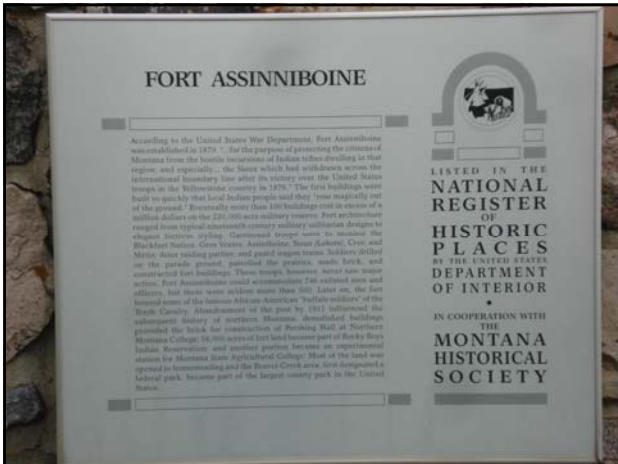 FORT ASSINNIBOINE
According to the United States War Department, Fort Assinniboine
was established in 1879 "... for the purpose of protecting the citizens of
Montana from the hostile incursions of Indian tribes dwelling in that
region; and especially... the Sioux which had withdrawn across the
international boundary line after its victory over the United States
troops in the Yellowstone country in 1876." The first buildings were
built so quickly that local Indian people said they "rose magically out
of the ground." Eventually more than 100 buildings cost in excess of a
million dollars on the 220,000 acre military reserve. Fort architecture
ranged from typical nineteenth century military utilitarian designs to
elegant styling. Garrisoned troops were to monitor the
Blackfeet Nation, Gros Ventre, Assiniboine, Sioux (Lakota), Cree, and
Métis; deter raiding parties; and guard wagon trains. Soldiers drilled
on the parade ground, patrolled the prairies, made brick, and
constructed fort buildings. These troops, however, never saw major
action. Fort Assinniboine could accommodate 746 enlisted men and
officers, but there were seldom more than 500. Later on, the fort
housed some of the famous African-American "buffalo soldiers" of the
Tenth Cavalry. Abandonment of the post by 1911 influenced the
subsequent history of northern Montana: demolished buildings
provided the brick for construction of Pershing Hall at Northern
Montana College; 56,000 acres of fort land became part of Rocky Boys
Indian Reservation; and another portion became an experimental
station for Montana State Agricultural College. Most of the land was
opened to homesteading and the Beaver Creek area, first designated a
federal park, became part of the largest county park in the United
States.
LISTED IN THE
NATIONAL
REGISTER
OF
HISTORIC
PLACES
BY THE UNITED STATES
DEPARTMENT
OF INTERIOR
•
IN COOPERATION WITH
THE
MONTANA
HISTORICAL
SOCIETY